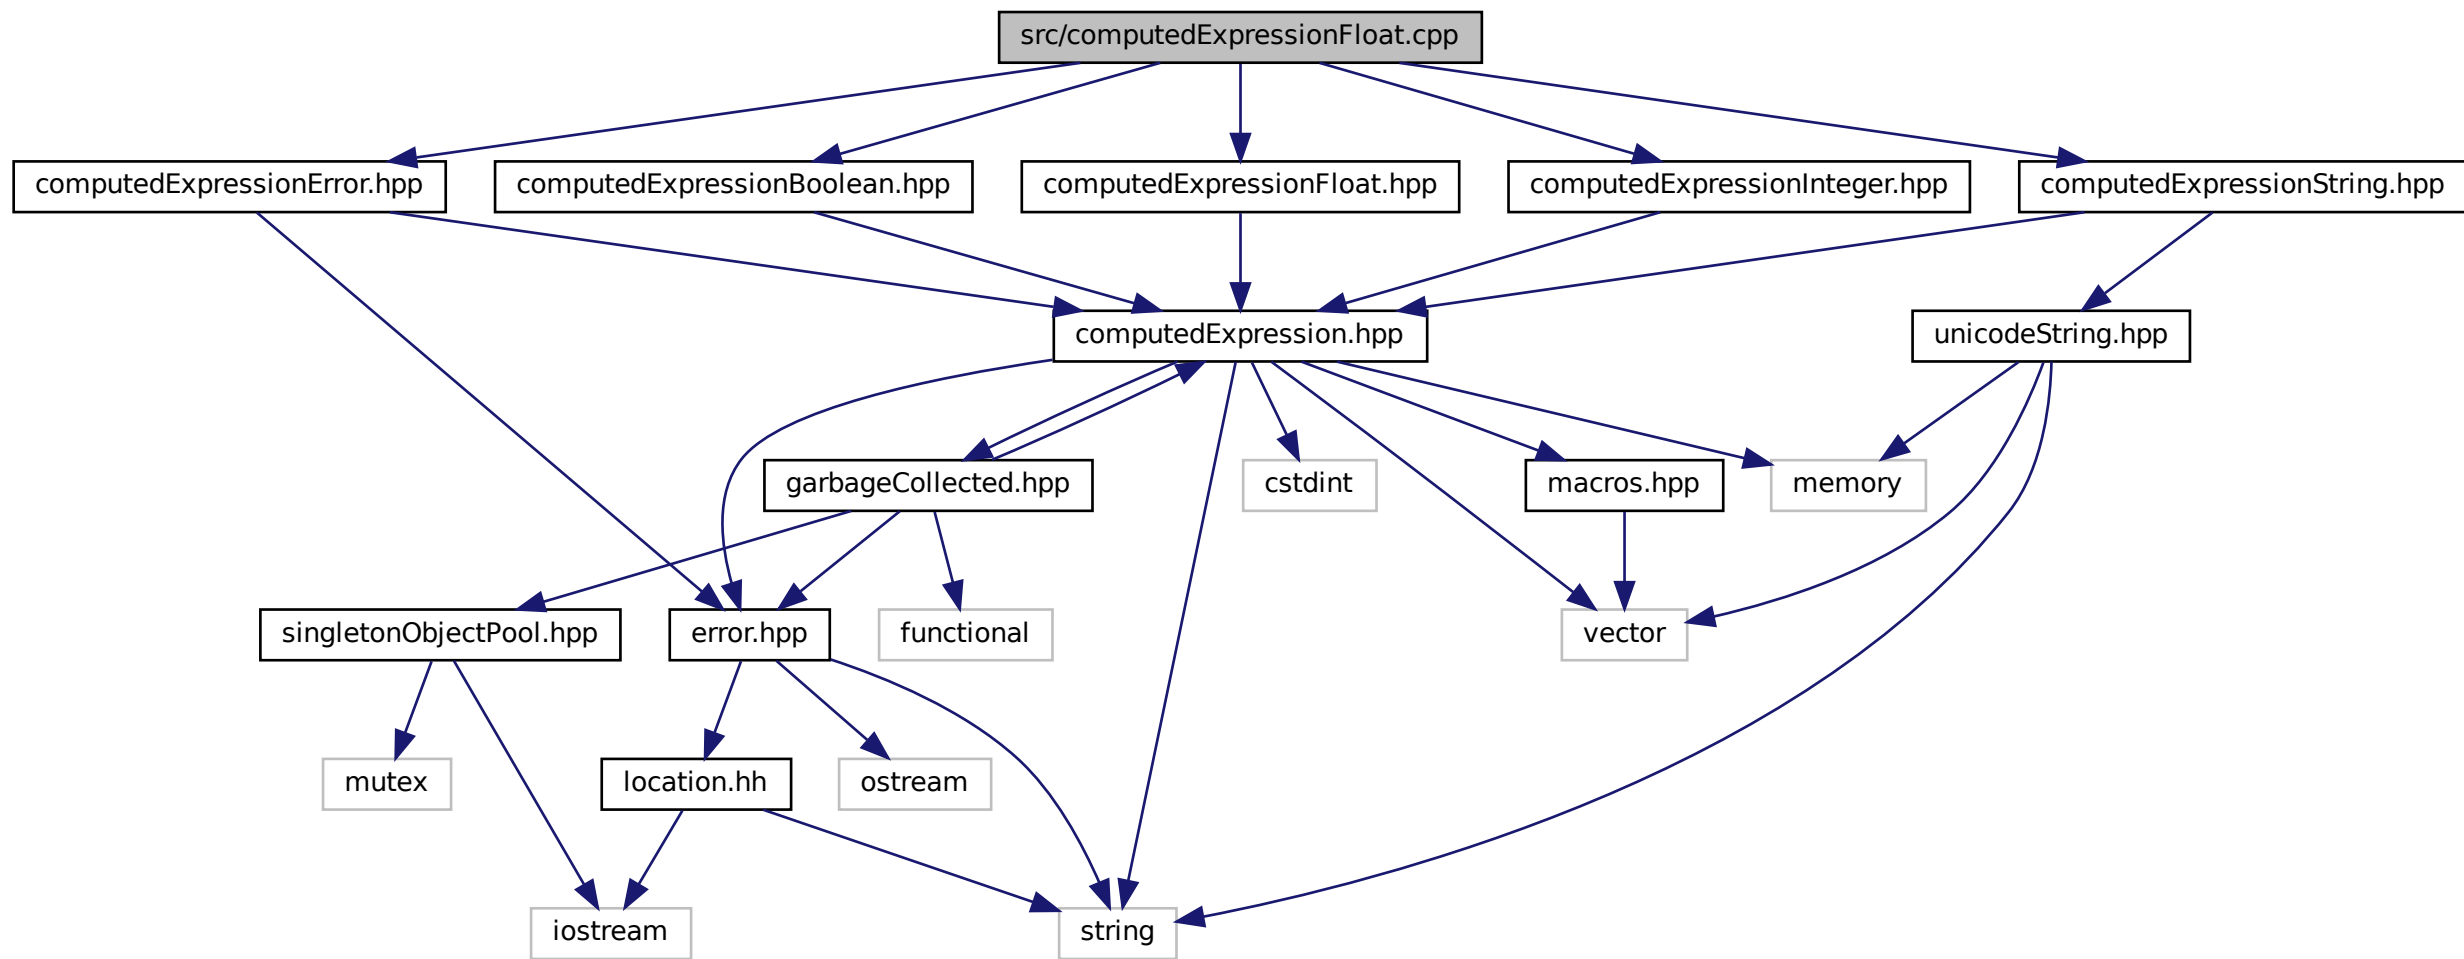 src/computedExpressionFloat.cpp
computedExpressionError.hpp
computedExpressionBoolean.hpp
computedExpressionFloat.hpp
computedExpressionInteger.hpp
computedExpressionString.hpp
computedExpression.hpp
unicodeString.hpp
garbageCollected.hpp
cstdint
macros.hpp
memory
singletonObjectPool.hpp
error.hpp
functional
vector
mutex
location.hh
ostream
iostream
string